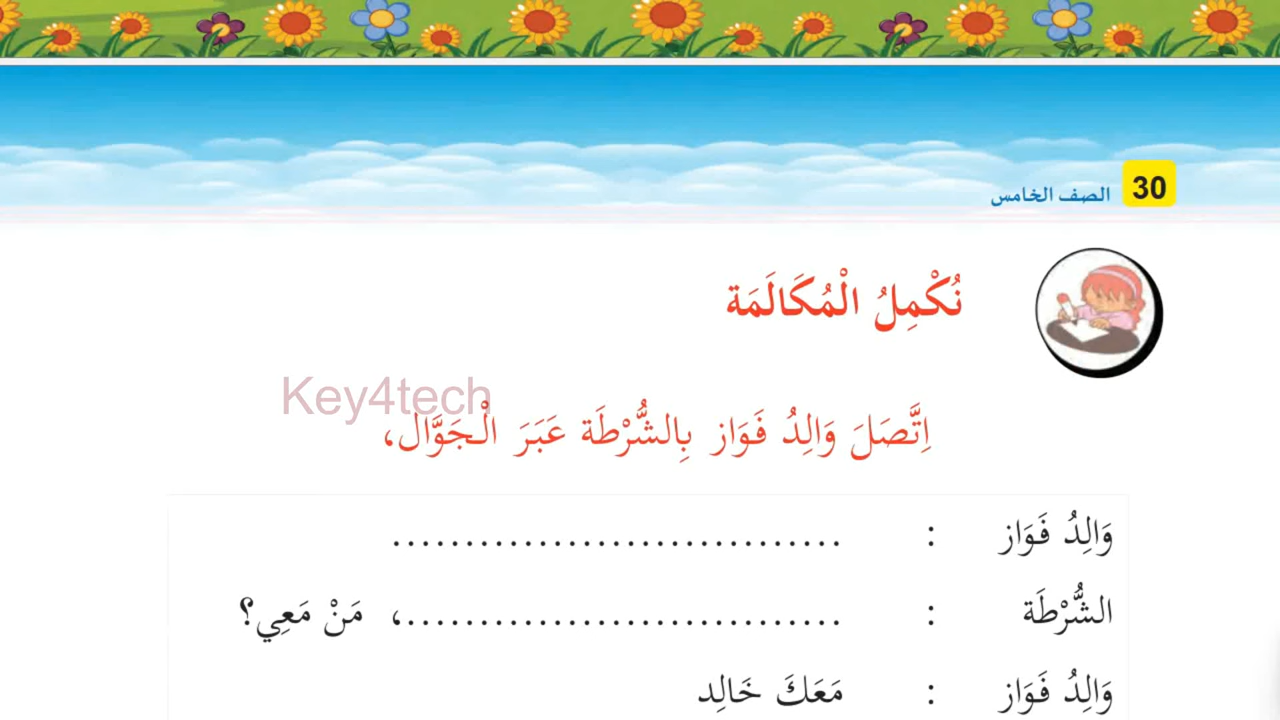 30 الصف الخامس
نُكْمِلُ الْمُكَالَمَة
Key4tech
اِتَّصَلَ وَالِدُ فَوَاز بِالشُّرْطَة عَبَرَ الْجَوَّال،
وَالِدُ فَوَاز : ...............................
الشُّرْطَة : ..............................، مَنْ مَعِي؟
وَالِدُ فَوَاز : مَعَكَ خَالِد